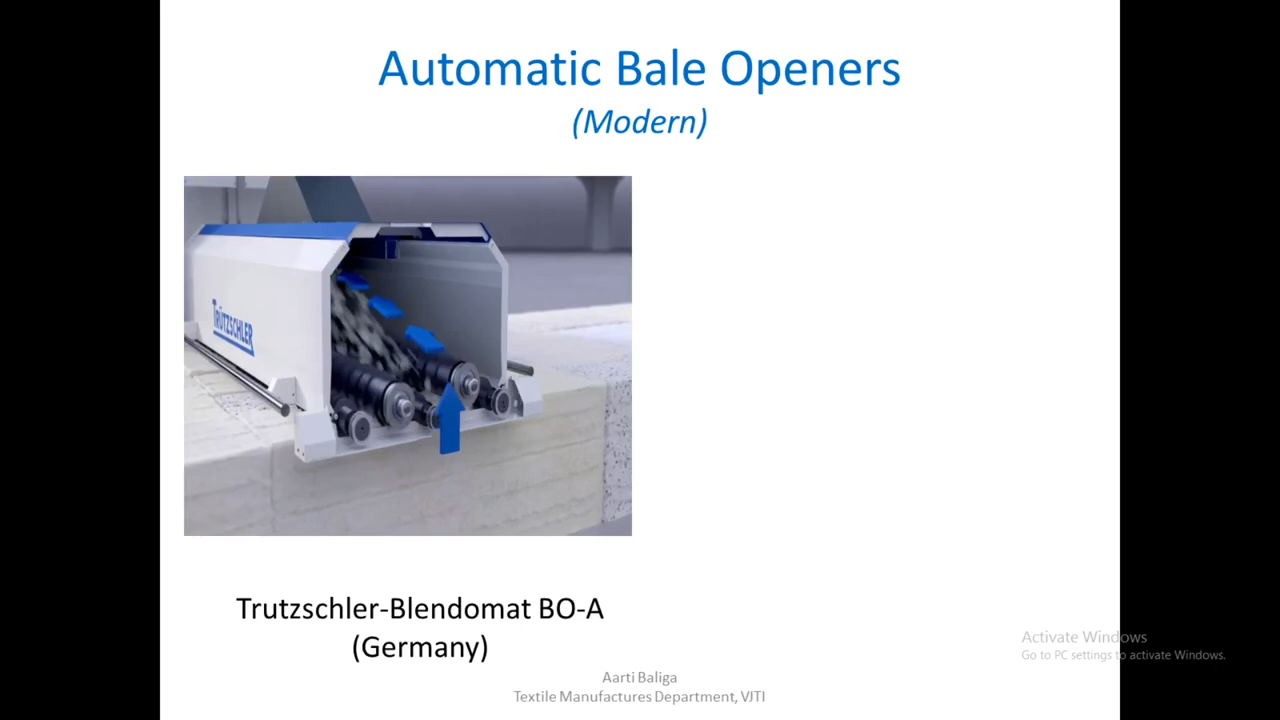 Automatic Bale Openers
(Modern)
TRÜTZSCHLER
Trutzschler-Blendomat BO-A
(Germany)
Activate Windows
Go to PC settings to activate Windows.
Aarti Baliga
Textile Manufactures Department, VJTI